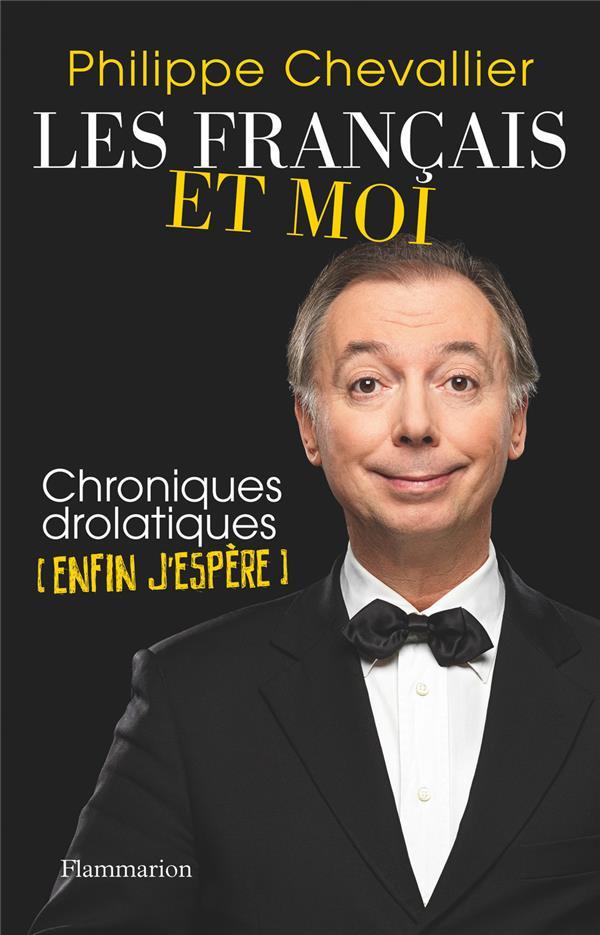 Philippe Chevallier
LES FRANÇAIS
ET MOI
Chroniques
drolatiques
[ENFIN J'ESPÈRE]
Flammarion